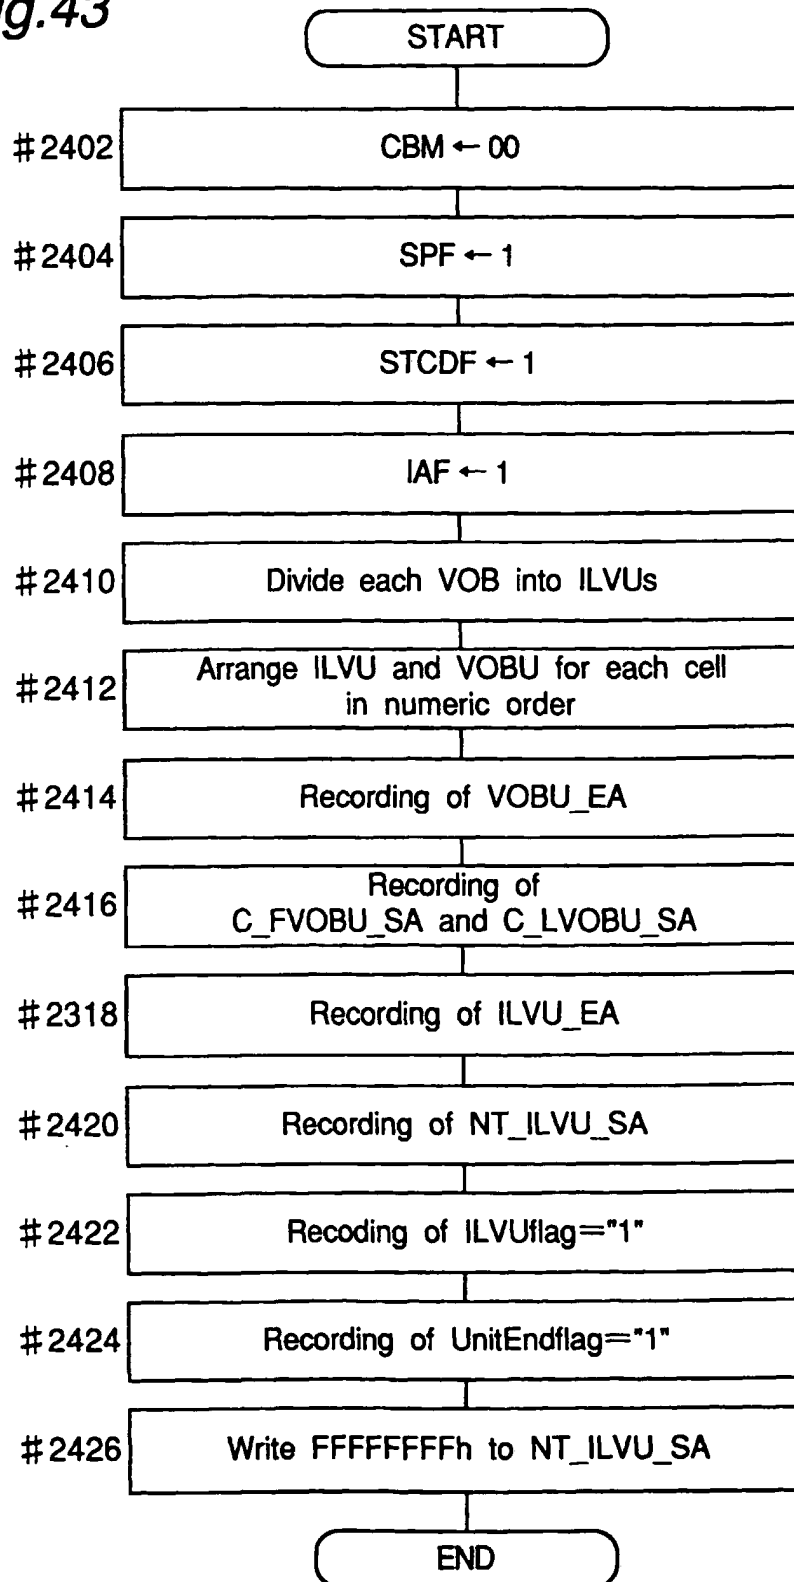 g.43
START
#2402 CBM ← 00
#2404 SPF ← 1
#2406 STCDF ← 1
#2408 IAF ← 1
#2410 Divide each VOB into ILVUs
#2412 Arrange ILVU and VOBU for each cell
in numeric order
#2414 Recording of VOBU_EA
#2416 Recording of
C_FVOBU_SA and C_LVOBU_SA
#2318 Recording of ILVU_EA
#2420 Recording of NT_ILVU_SA
#2422 Recoding of ILVUflag="1"
#2424 Recording of UnitEndflag="1"
#2426 Write FFFFFFFFh to NT_ILVU_SA
END